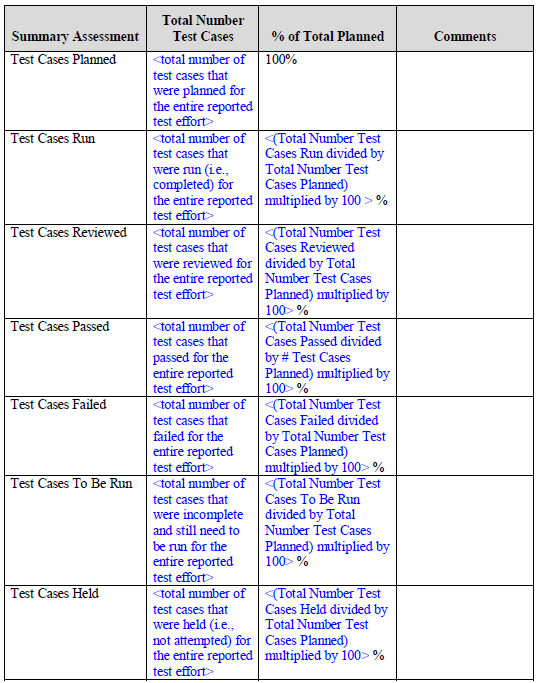 Summary Assessment
Total Number
Test Cases
% of Total Planned
Comments
Test Cases Planned
<total number of
test cases that
were planned for
the entire reported
test effort>
100%
Test Cases Run
<total number of
test cases that
were run (i.e.,
completed) for
the entire reported
test effort>
<(Total Number Test
Cases Run divided by
Total Number Test
Cases Planned)
multiplied by 100 > %
Test Cases Reviewed
<total number of
test cases that
were reviewed for
the entire reported
test effort>
<(Total Number Test
Cases Reviewed
divided by Total
Number Test Cases
Planned) multiplied by
100> %
Test Cases Passed
<total number of
test cases that
passed for the
entire reported
test effort>
<(Total Number Test
Cases Passed divided
by # Test Cases
Planned) multiplied by
100> %
Test Cases Failed
<total number of
test cases that
failed for the
entire reported
test effort>
<(Total Number Test
Cases Failed divided
by Total Number Test
Cases Planned)
multiplied by 100> %
Test Cases To Be Run
<total number of
test cases that
were incomplete
and still need to
be run for the
entire reported
test effort>
<(Total Number Test
Cases To Be Run
divided by Total
Number Test Cases
Planned) multiplied by
100> %
Test Cases Held
<total number of
test cases that
were held (i.e.,
not attempted) for
the entire reported
test effort>
<(Total Number Test
Cases Held divided by
Total Number Test
Cases Planned)
multiplied by 100> %